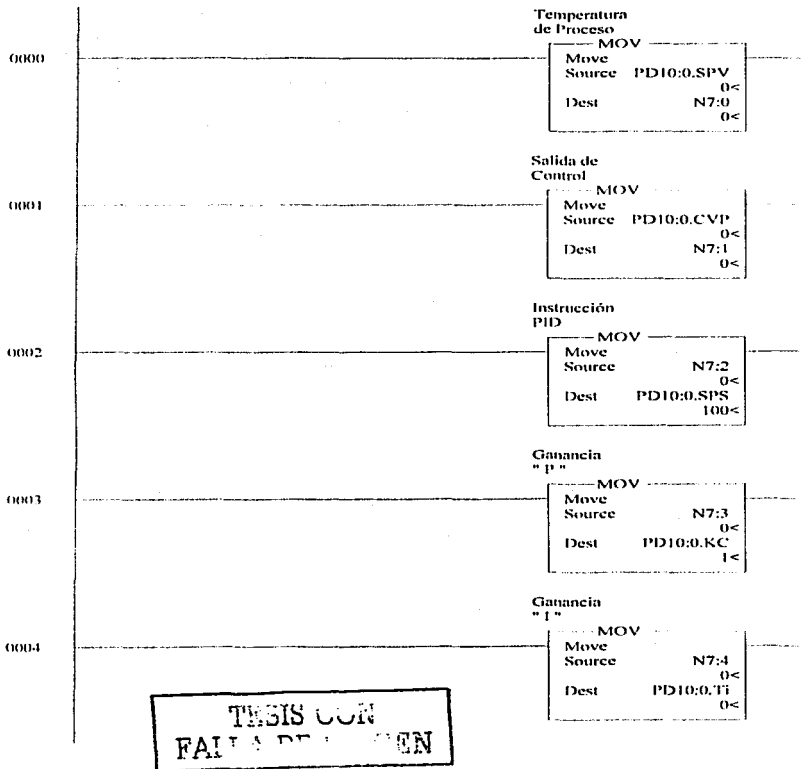 Temperatura
de Proceso
0000
MOV
Move
Source PD10:0.SPV
0<
Dest N7:0
0<
Salida de
Control
0001
MOV
Move
Source PD10:0.CVP
0<
Dest N7:1
0<
Instrucción
PID
0002
MOV
Move
Source N7:2
0<
Dest PD10:0.SPS
100<
Ganancia
" P "
0003
MOV
Move
Source N7:3
0<
Dest PD10:0.KC
1<
Ganancia
" I "
0004
MOV
Move
Source N7:4
0<
Dest PD10:0.Ti
0<
TESIS CON